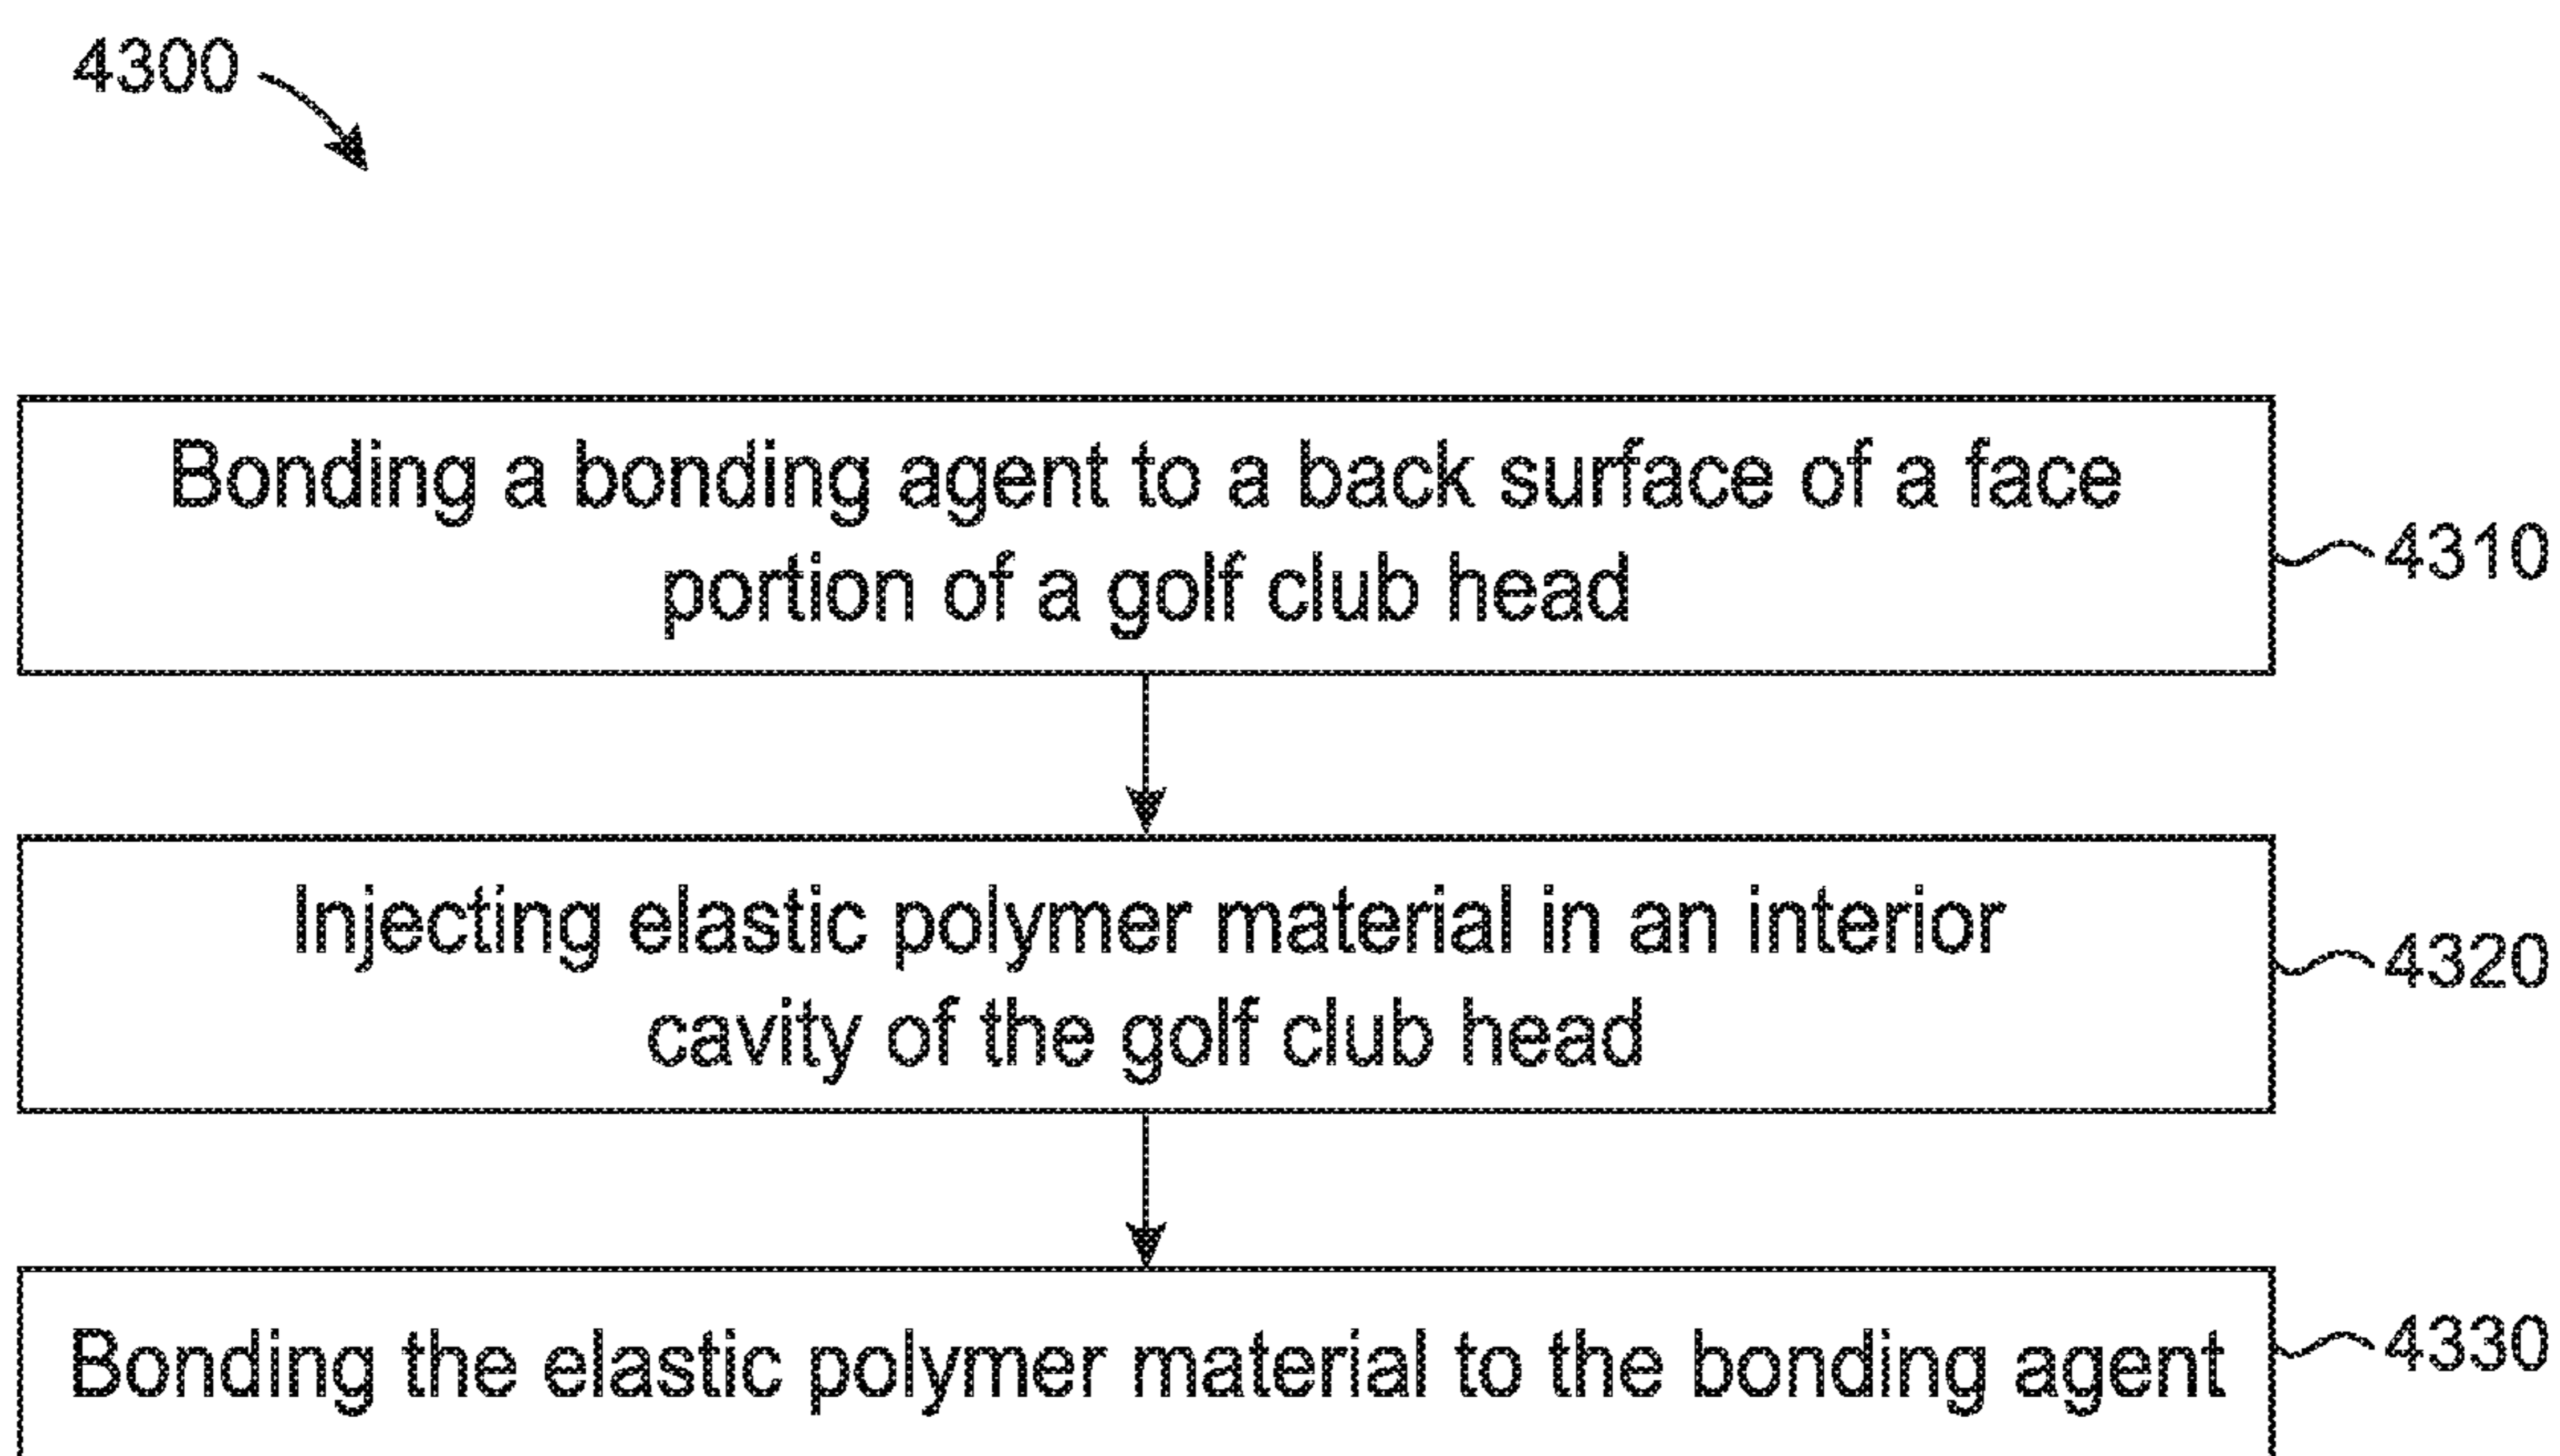 4300
Bonding a bonding agent to a back surface of a face
portion of a golf club head
4310
Injecting elastic polymer material in an interior
cavity of the golf club head
4320
Bonding the elastic polymer material to the bonding agent
4330